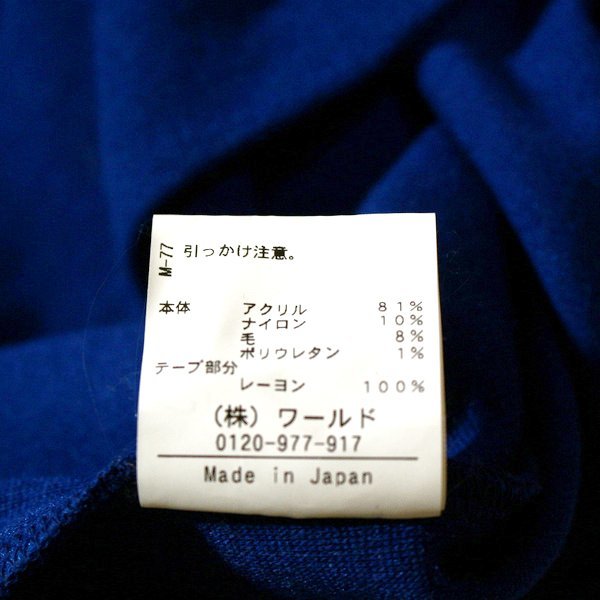 M-77 引っかけ注意。
本体 アクリル 81%
ナイロン 10%
毛 8%
ポリウレタン 1%
テープ部分
レーヨン 100%
(株) ワールド
0120-977-917
Made in Japan